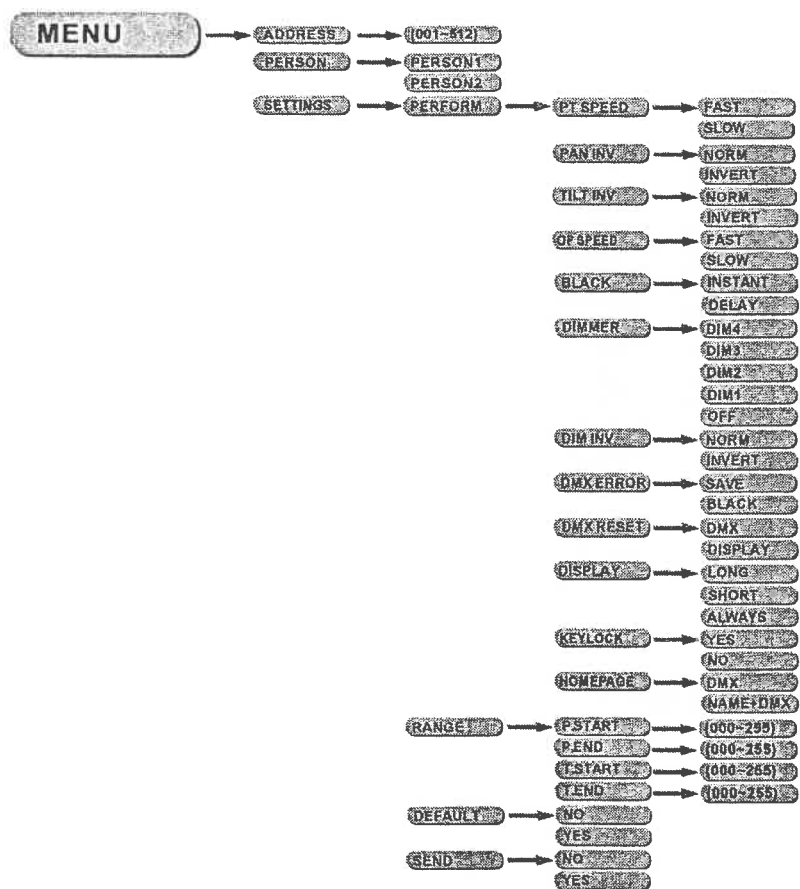 MENU ADDRESS (001~512)
PERSON PERSON1
PERSON2
SETTINGS PERFORM PT SPEED FAST
SLOW
PAN INV NORM
INVERT
TILT INV NORM
INVERT
OP SPEED FAST
SLOW
BLACK INSTANT
DELAY
DIMMER DIM4
DIM3
DIM2
DIM1
OFF
DIM INV NORM
INVERT
DMX ERROR SAVE
BLACK
DMX RESET DMX
DISPLAY
DISPLAY LONG
SHORT
ALWAYS
KEYLOCK YES
NO
HOMEPAGE DMX
NAME+DMX
RANGE P.START (000~255)
P.END (000~255)
T.START (000~255)
T.END (000~255)
DEFAULT NO
YES
SEND NO
YES